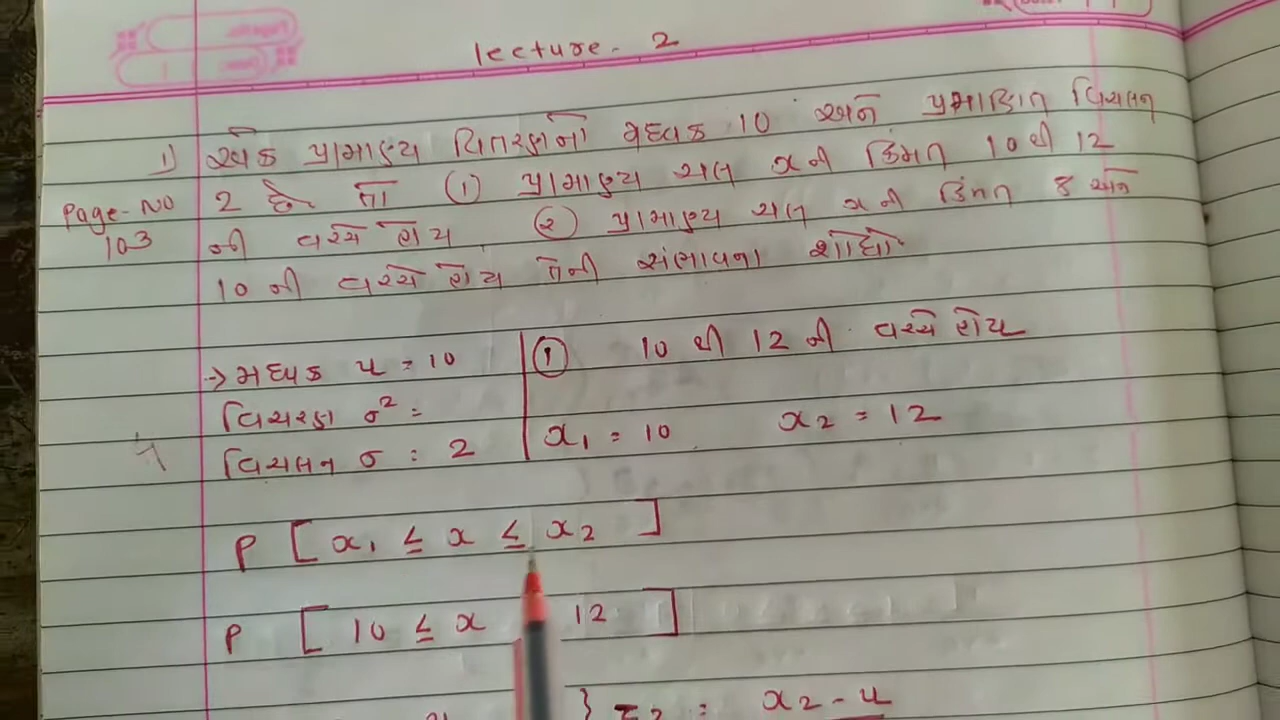 lecture - 2
1) એક પ્રામાણ્ય વિતરણનો મધ્યક 10 અને પ્રમાણિત વિચલન
Page-No 2 છે તો ① પ્રામાણ્ય ચલ x ની કિંમત 10 થી 12
103 ની વચ્ચે હોય ② પ્રામાણ્ય ચલ x ની કિંમત 8 અને
10 ની વચ્ચે હોય તેની સંભાવના શોધો
→ મધ્યક μ = 10
વિચરણ σ² =
વિચલન σ = 2
① 10 થી 12 ની વચ્ચે હોય
x₁ = 10 x₂ = 12
P [ x₁ ≤ x ≤ x₂ ]
P [ 10 ≤ x 12 ]
} z₂ = x₂ - μ